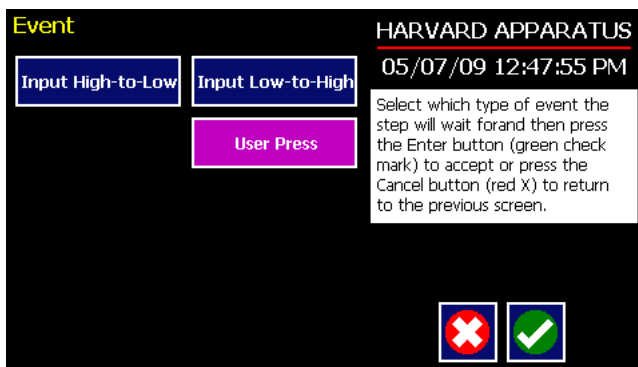 Event
HARVARD APPARATUS
05/07/09 12:47:55 PM
Input High-to-Low
Input Low-to-High
User Press
Select which type of event the
step will wait forand then press
the Enter button (green check
mark) to accept or press the
Cancel button (red X) to return
to the previous screen.